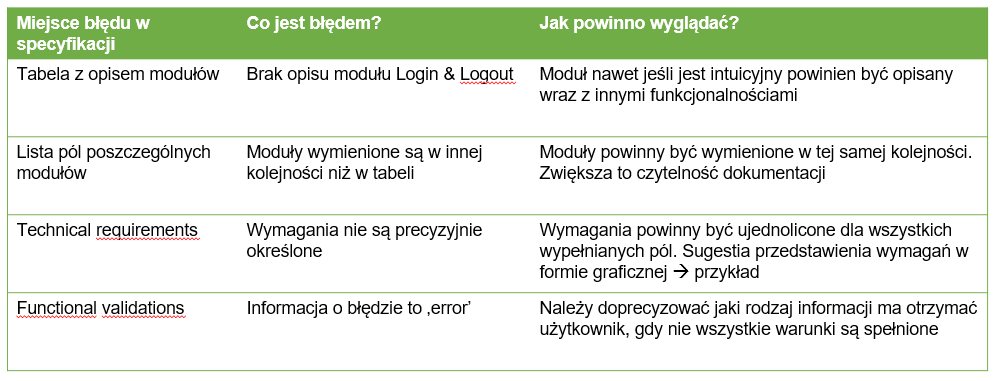 Miejsce błędu w
specyfikacji
Co jest błędem?
Jak powinno wyglądać?
Tabela z opisem modułów
Brak opisu modułu Login & Logout
Moduł nawet jeśli jest intuicyjny powinien być opisany
wraz z innymi funkcjonalnościami
Lista pól poszczególnych
modułów
Moduły wymienione są w innej
kolejności niż w tabeli
Moduły powinny być wymienione w tej samej kolejności.
Zwiększa to czytelność dokumentacji
Technical requirements
Wymagania nie są precyzyjnie
określone
Wymagania powinny być ujednolicone dla wszystkich
wypełnianych pól. Sugestia przedstawienia wymagań w
formie graficznej → przykład
Functional validations
Informacja o błędzie to ‚error’
Należy doprecyzować jaki rodzaj informacji ma otrzymać
użytkownik, gdy nie wszystkie warunki są spełnione